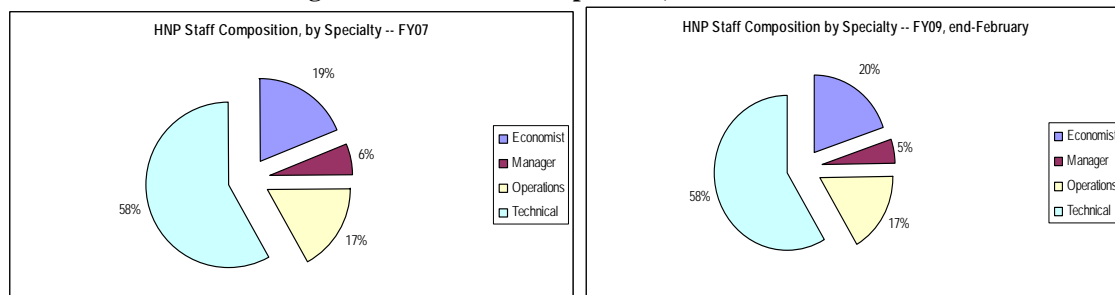 HNP Staff Composition, by Specialty -- FY07
19%
6%
17%
58%
Economist
Manager
Operations
Technical
HNP Staff Composition by Specialty -- FY09, end-February
20%
5%
17%
58%
Economist
Manager
Operations
Technical